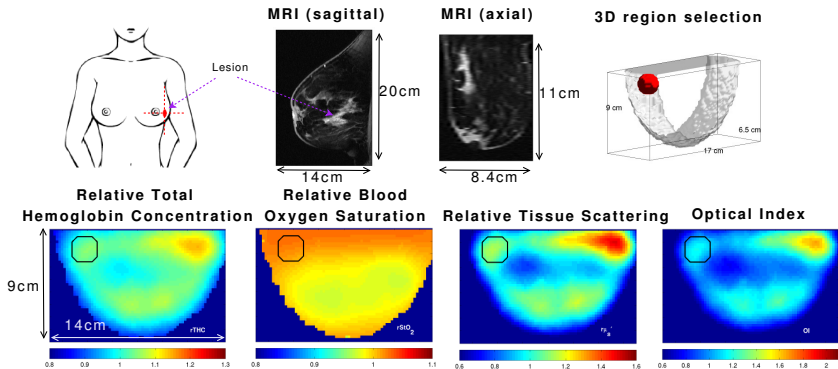 MRI (sagittal)
MRI (axial)
3D region selection
Lesion
20cm
11cm
9 cm
6.5 cm
17 cm
14cm
8.4cm
Relative Total
Hemoglobin Concentration
Relative Blood
Oxygen Saturation
Relative Tissue Scattering
Optical Index
9cm
14cm
rTHC
rStO2
OI
0.8 0.9 1 1.1 1.2 1.3
0.8 0.9 1 1.1
0.6 0.8 1 1.2 1.4 1.6
0.6 0.8 1 1.2 1.4 1.6 1.8 2